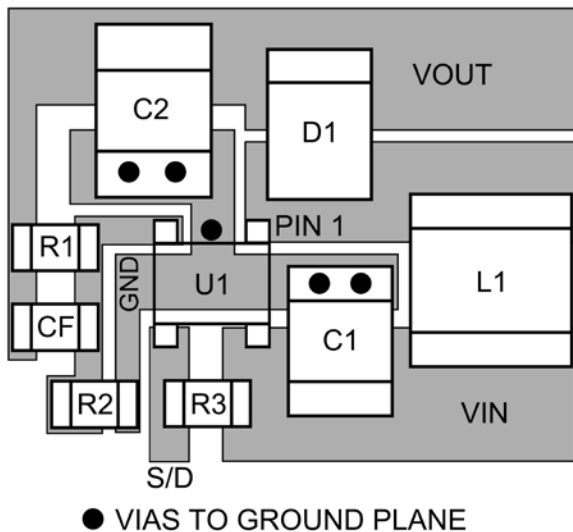 VOUT
C2
D1
PIN 1
R1
GND
U1
L1
CF
C1
R2
R3
VIN
S/D
VIAS TO GROUND PLANE